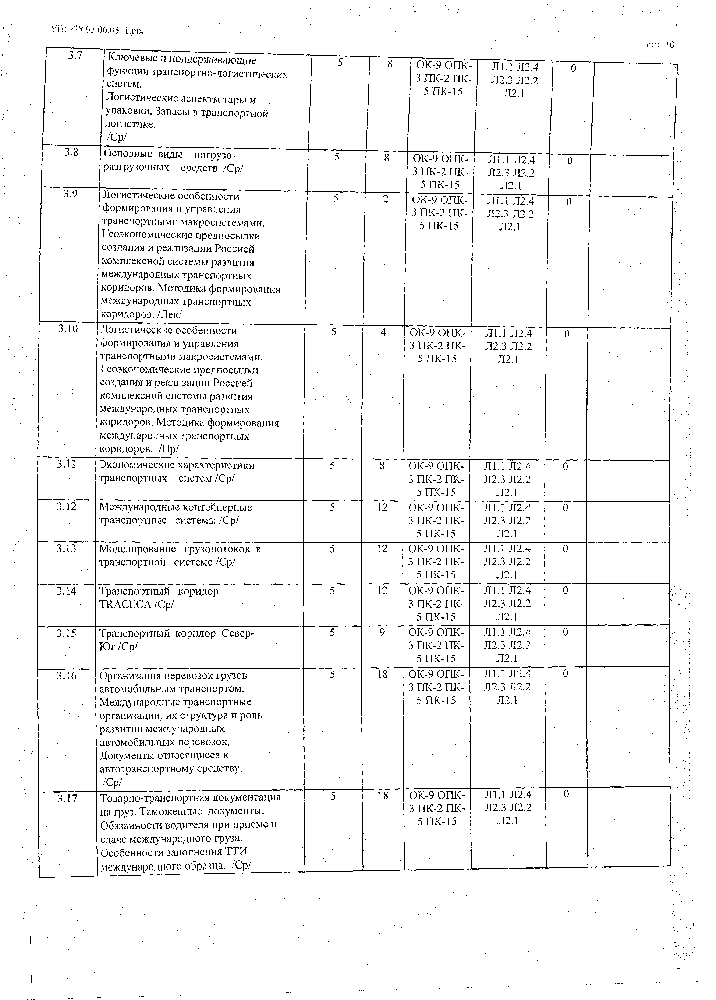 УП: z38.03.06.05_1.plx
стр. 10
3.7 Ключевые и поддерживающие 5 8 ОК-9 ОПК- Л1.1 Л2.4 0
функции транспортно-логистических 3 ПК-2 ПК- Л2.3 Л2.2
систем. 5 ПК-15 Л2.1
Логистические аспекты тары и
упаковки. Запасы в транспортной
логистике.
/Ср/
3.8 Основные виды погрузо- 5 8 ОК-9 ОПК- Л1.1 Л2.4 0
разгрузочных средств /Ср/ 3 ПК-2 ПК- Л2.3 Л2.2
5 ПК-15 Л2.1
3.9 Логистические особенности 5 2 ОК-9 ОПК- Л1.1 Л2.4 0
формирования и управления 3 ПК-2 ПК- Л2.3 Л2.2
транспортными макросистемами. 5 ПК-15 Л2.1
Геоэкономические предпосылки
создания и реализации Россией
комплексной системы развития
международных транспортных
коридоров. Методика формирования
международных транспортных
коридоров. /Лек/
3.10 Логистические особенности 5 4 ОК-9 ОПК- Л1.1 Л2.4 0
формирования и управления 3 ПК-2 ПК- Л2.3 Л2.2
транспортными макросистемами. 5 ПК-15 Л2.1
Геоэкономические предпосылки
создания и реализации Россией
комплексной системы развития
международных транспортных
коридоров. Методика формирования
международных транспортных
коридоров. /Пр/
3.11 Экономические характеристики 5 8 ОК-9 ОПК- Л1.1 Л2.4 0
транспортных систем /Ср/ 3 ПК-2 ПК- Л2.3 Л2.2
5 ПК-15 Л2.1
3.12 Международные контейнерные 5 12 ОК-9 ОПК- Л1.1 Л2.4 0
транспортные системы /Ср/ 3 ПК-2 ПК- Л2.3 Л2.2
5 ПК-15 Л2.1
3.13 Моделирование грузопотоков в 5 12 ОК-9 ОПК- Л1.1 Л2.4 0
транспортной системе /Ср/ 3 ПК-2 ПК- Л2.3 Л2.2
5 ПК-15 Л2.1
3.14 Транспортный коридор 5 12 ОК-9 ОПК- Л1.1 Л2.4 0
TRACECA /Ср/ 3 ПК-2 ПК- Л2.3 Л2.2
5 ПК-15 Л2.1
3.15 Транспортный коридор Север- 5 9 ОК-9 ОПК- Л1.1 Л2.4 0
Юг /Ср/ 3 ПК-2 ПК- Л2.3 Л2.2
5 ПК-15 Л2.1
3.16 Организация перевозок грузов 5 18 ОК-9 ОПК- Л1.1 Л2.4 0
автомобильным транспортом. 3 ПК-2 ПК- Л2.3 Л2.2
Международные транспортные 5 ПК-15 Л2.1
организации, их структура и роль
развитии международных
автомобильных перевозок.
Документы относящиеся к
автотранспортному средству.
/Ср/
3.17 Товарно-транспортная документация 5 18 ОК-9 ОПК- Л1.1 Л2.4 0
на груз. Таможенные документы. 3 ПК-2 ПК- Л2.3 Л2.2
Обязанности водителя при приеме и 5 ПК-15 Л2.1
сдаче международного груза.
Особенности заполнения ТТИ
международного образца. /Ср/